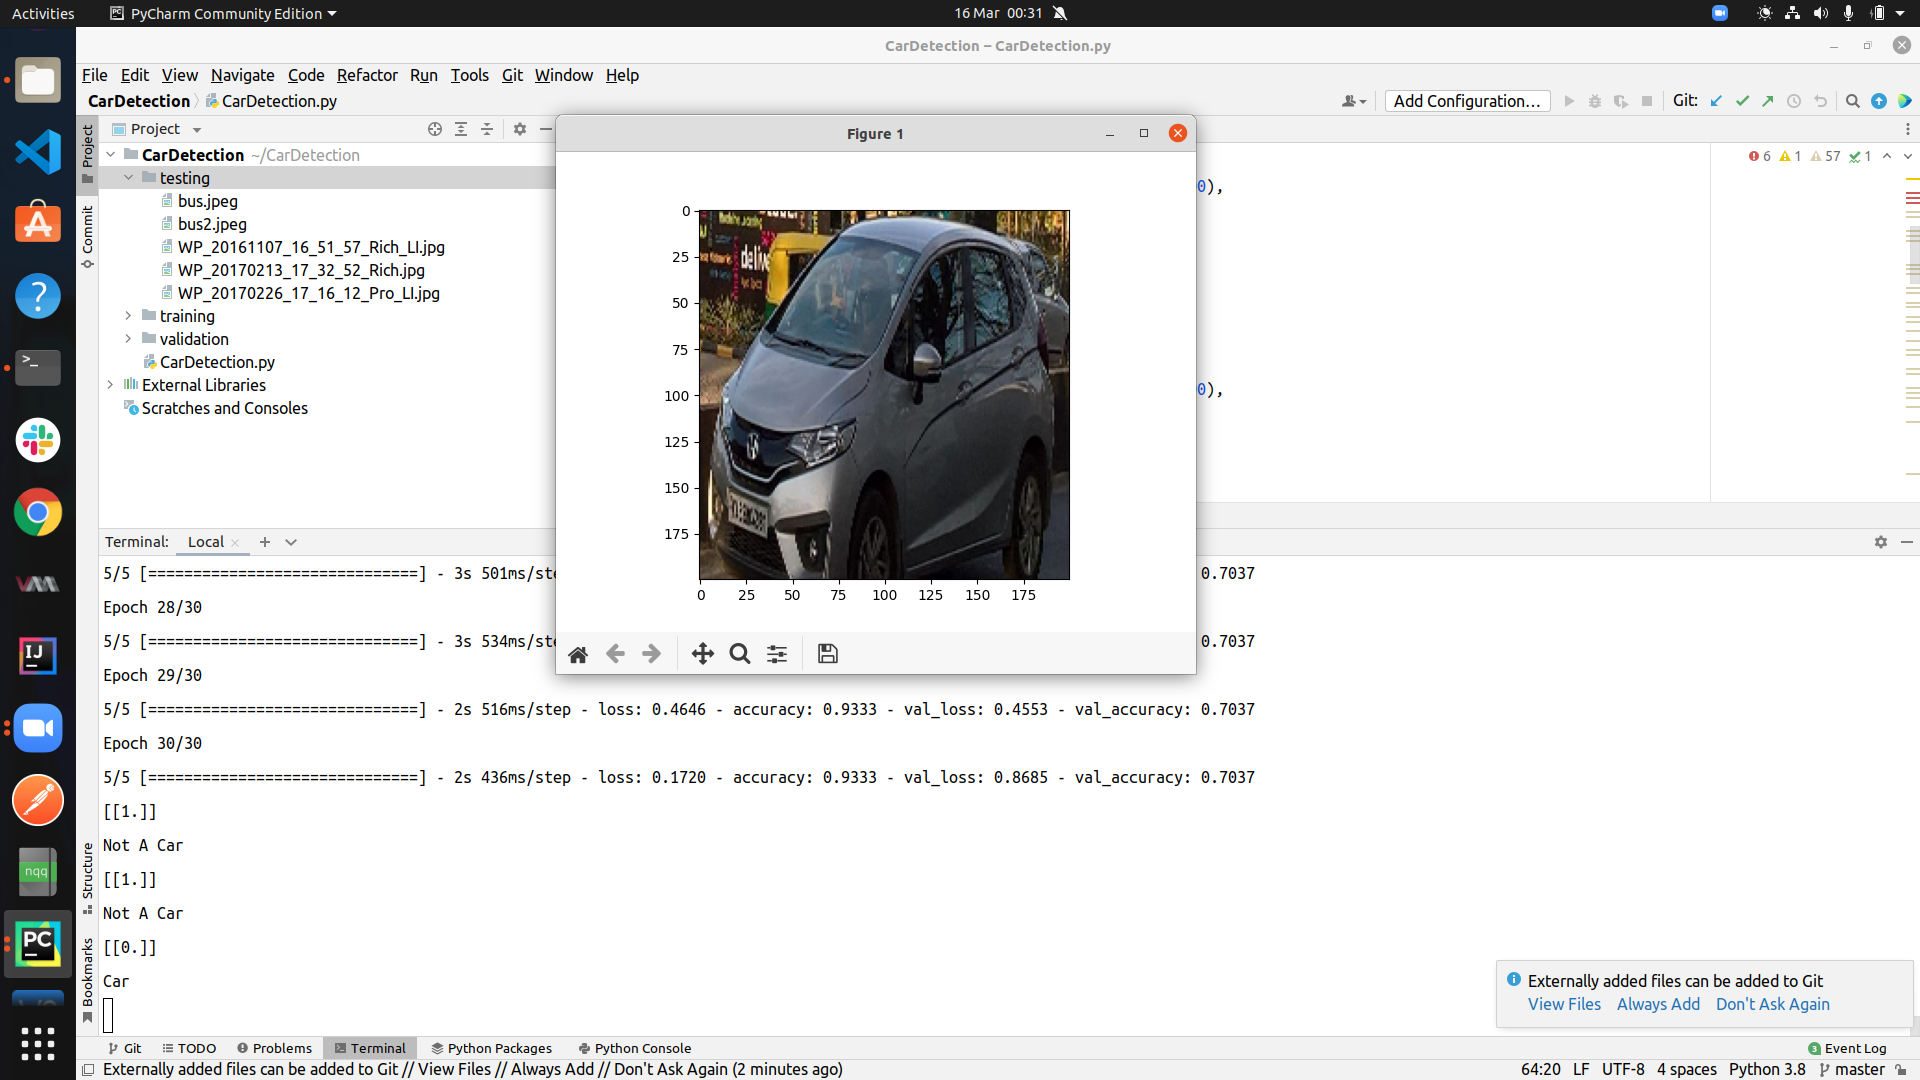 Activities
PyCharm Community Edition
16 Mar 00:31
CarDetection – CarDetection.py
File Edit View Navigate Code Refactor Run Tools Git Window Help
CarDetection CarDetection.py
Add Configuration...
Git:
Project
Project
Commit
CarDetection ~/CarDetection
testing
bus.jpeg
bus2.jpeg
WP_20161107_16_51_57_Rich_LI.jpg
WP_20170213_17_32_52_Rich.jpg
WP_20170226_17_16_12_Pro_LI.jpg
training
validation
CarDetection.py
External Libraries
Scratches and Consoles
6 1 57 1
0),
0),
Figure 1
0
25
50
75
100
125
150
175
0 25 50 75 100 125 150 175
delive
Terminal: Local
5/5 [==============================] - 3s 501ms/ste
0.7037
Epoch 28/30
5/5 [==============================] - 3s 534ms/ste
0.7037
Epoch 29/30
5/5 [==============================] - 2s 516ms/step - loss: 0.4646 - accuracy: 0.9333 - val_loss: 0.4553 - val_accuracy: 0.7037
Epoch 30/30
5/5 [==============================] - 2s 436ms/step - loss: 0.1720 - accuracy: 0.9333 - val_loss: 0.8685 - val_accuracy: 0.7037
[[1.]]
Not A Car
[[1.]]
Not A Car
[[0.]]
Car
Structure
Bookmarks
IJ
nqq
PC
Externally added files can be added to Git
View Files Always Add Don't Ask Again
Git TODO Problems Terminal Python Packages Python Console
3 Event Log
Externally added files can be added to Git // View Files // Always Add // Don't Ask Again (2 minutes ago)
64:20 LF UTF-8 4 spaces Python 3.8 master